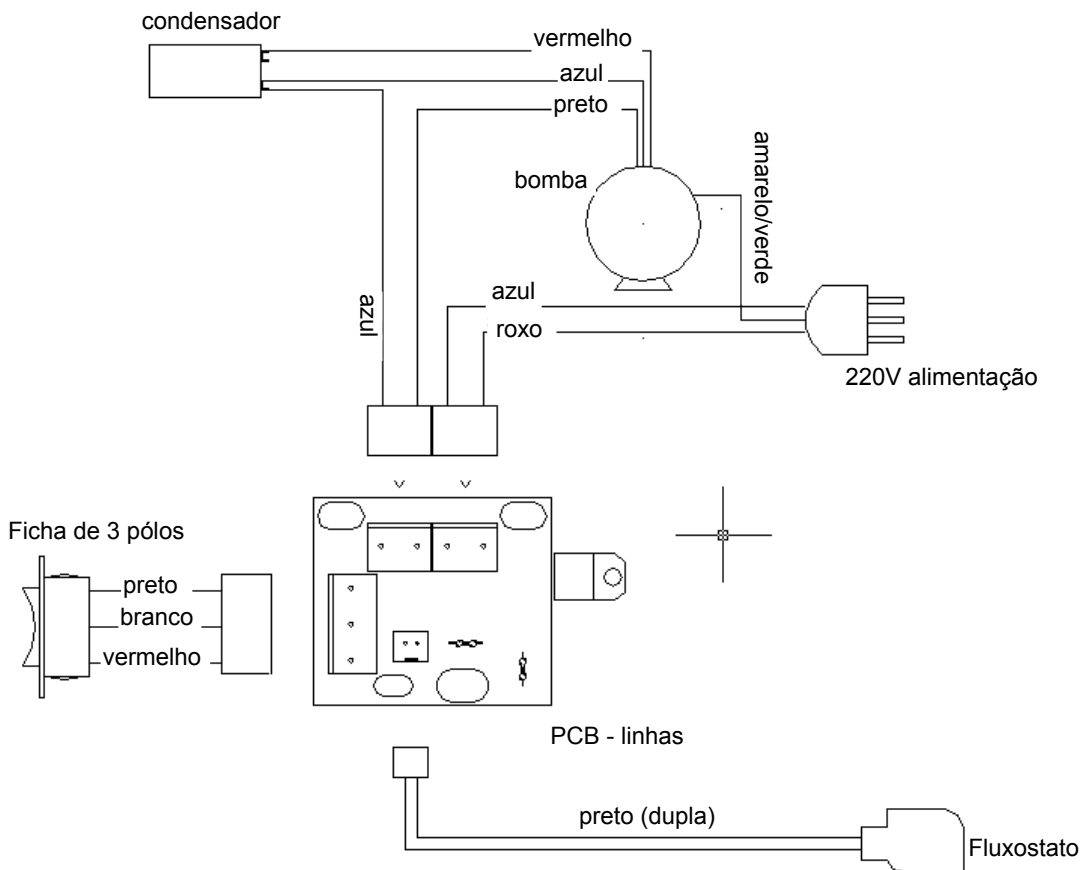 condensador
vermelho
azul
preto
bomba
amarelo/verde
azul
azul
roxo
220V alimentação
Ficha de 3 pólos
preto
branco
vermelho
PCB - linhas
preto (dupla)
Fluxostato